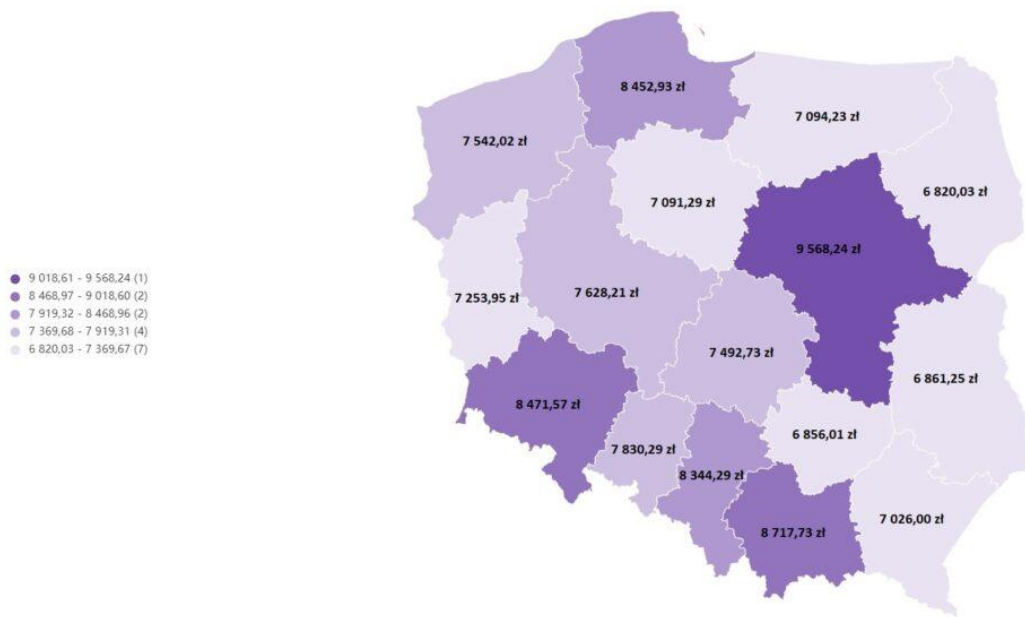 8 452,93 zł
7 094,23 zł
7 542,02 zł
6 820,03 zł
7 091,29 zł
9 568,24 zł
9 018,61 - 9 568,24 (1)
8 468,97 - 9 018,60 (2)
7 919,32 - 8 468,96 (2)
7 369,68 - 7 919,31 (4)
6 820,03 - 7 369,67 (7)
7 253,95 zł
7 628,21 zł
7 492,73 zł
6 861,25 zł
8 471,57 zł
6 856,01 zł
7 830,29 zł
8 344,29 zł
7 026,00 zł
8 717,73 zł